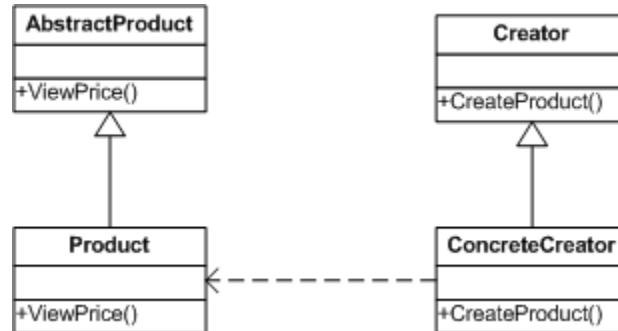 AbstractProduct
+ViewPrice()
Creator
+CreateProduct()
Product
+ViewPrice()
ConcreteCreator
+CreateProduct()